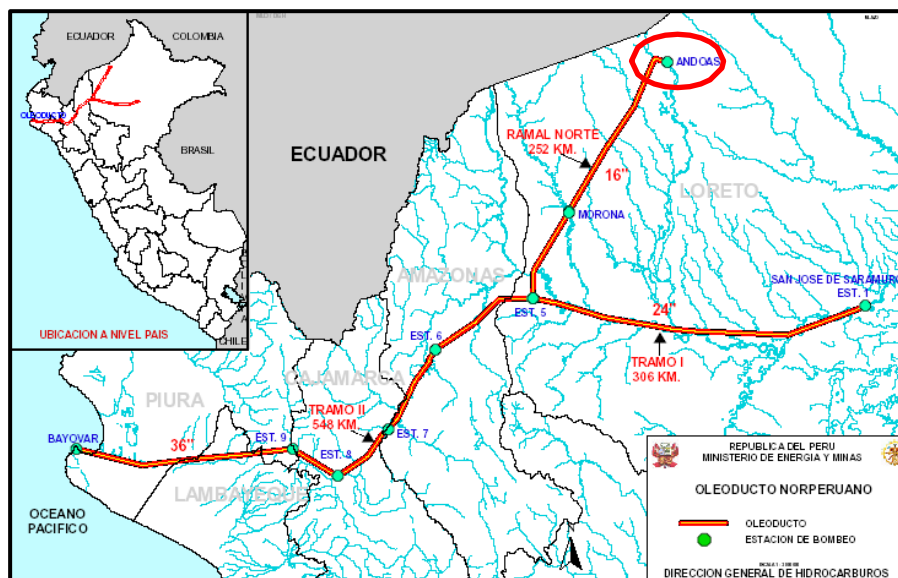 ECUADOR
COLOMBIA
OLEODUCTO
BRASIL
UBICACION A NIVEL PAIS
CHILE
ECUADOR
ANDOAS
RAMAL NORTE
252 KM.
16"
LORETO
MORONA
AMAZONAS
SAN JOSE DE SARAMURO
EST. 1
EST. 5
24"
TRAMO I
306 KM.
EST. 6
CAJAMARCA
PIURA
TRAMO II
548 KM.
EST. 7
BAYOVAR
36"
EST. 9
EST. 8
LAMBAYEQUE
OCEANO
PACIFICO
REPUBLICA DEL PERU
MINISTERIO DE ENERGIA Y MINAS
OLEODUCTO NORPERUANO
OLEODUCTO
ESTACION DE BOMBEO
DIRECCION GENERAL DE HIDROCARBUROS